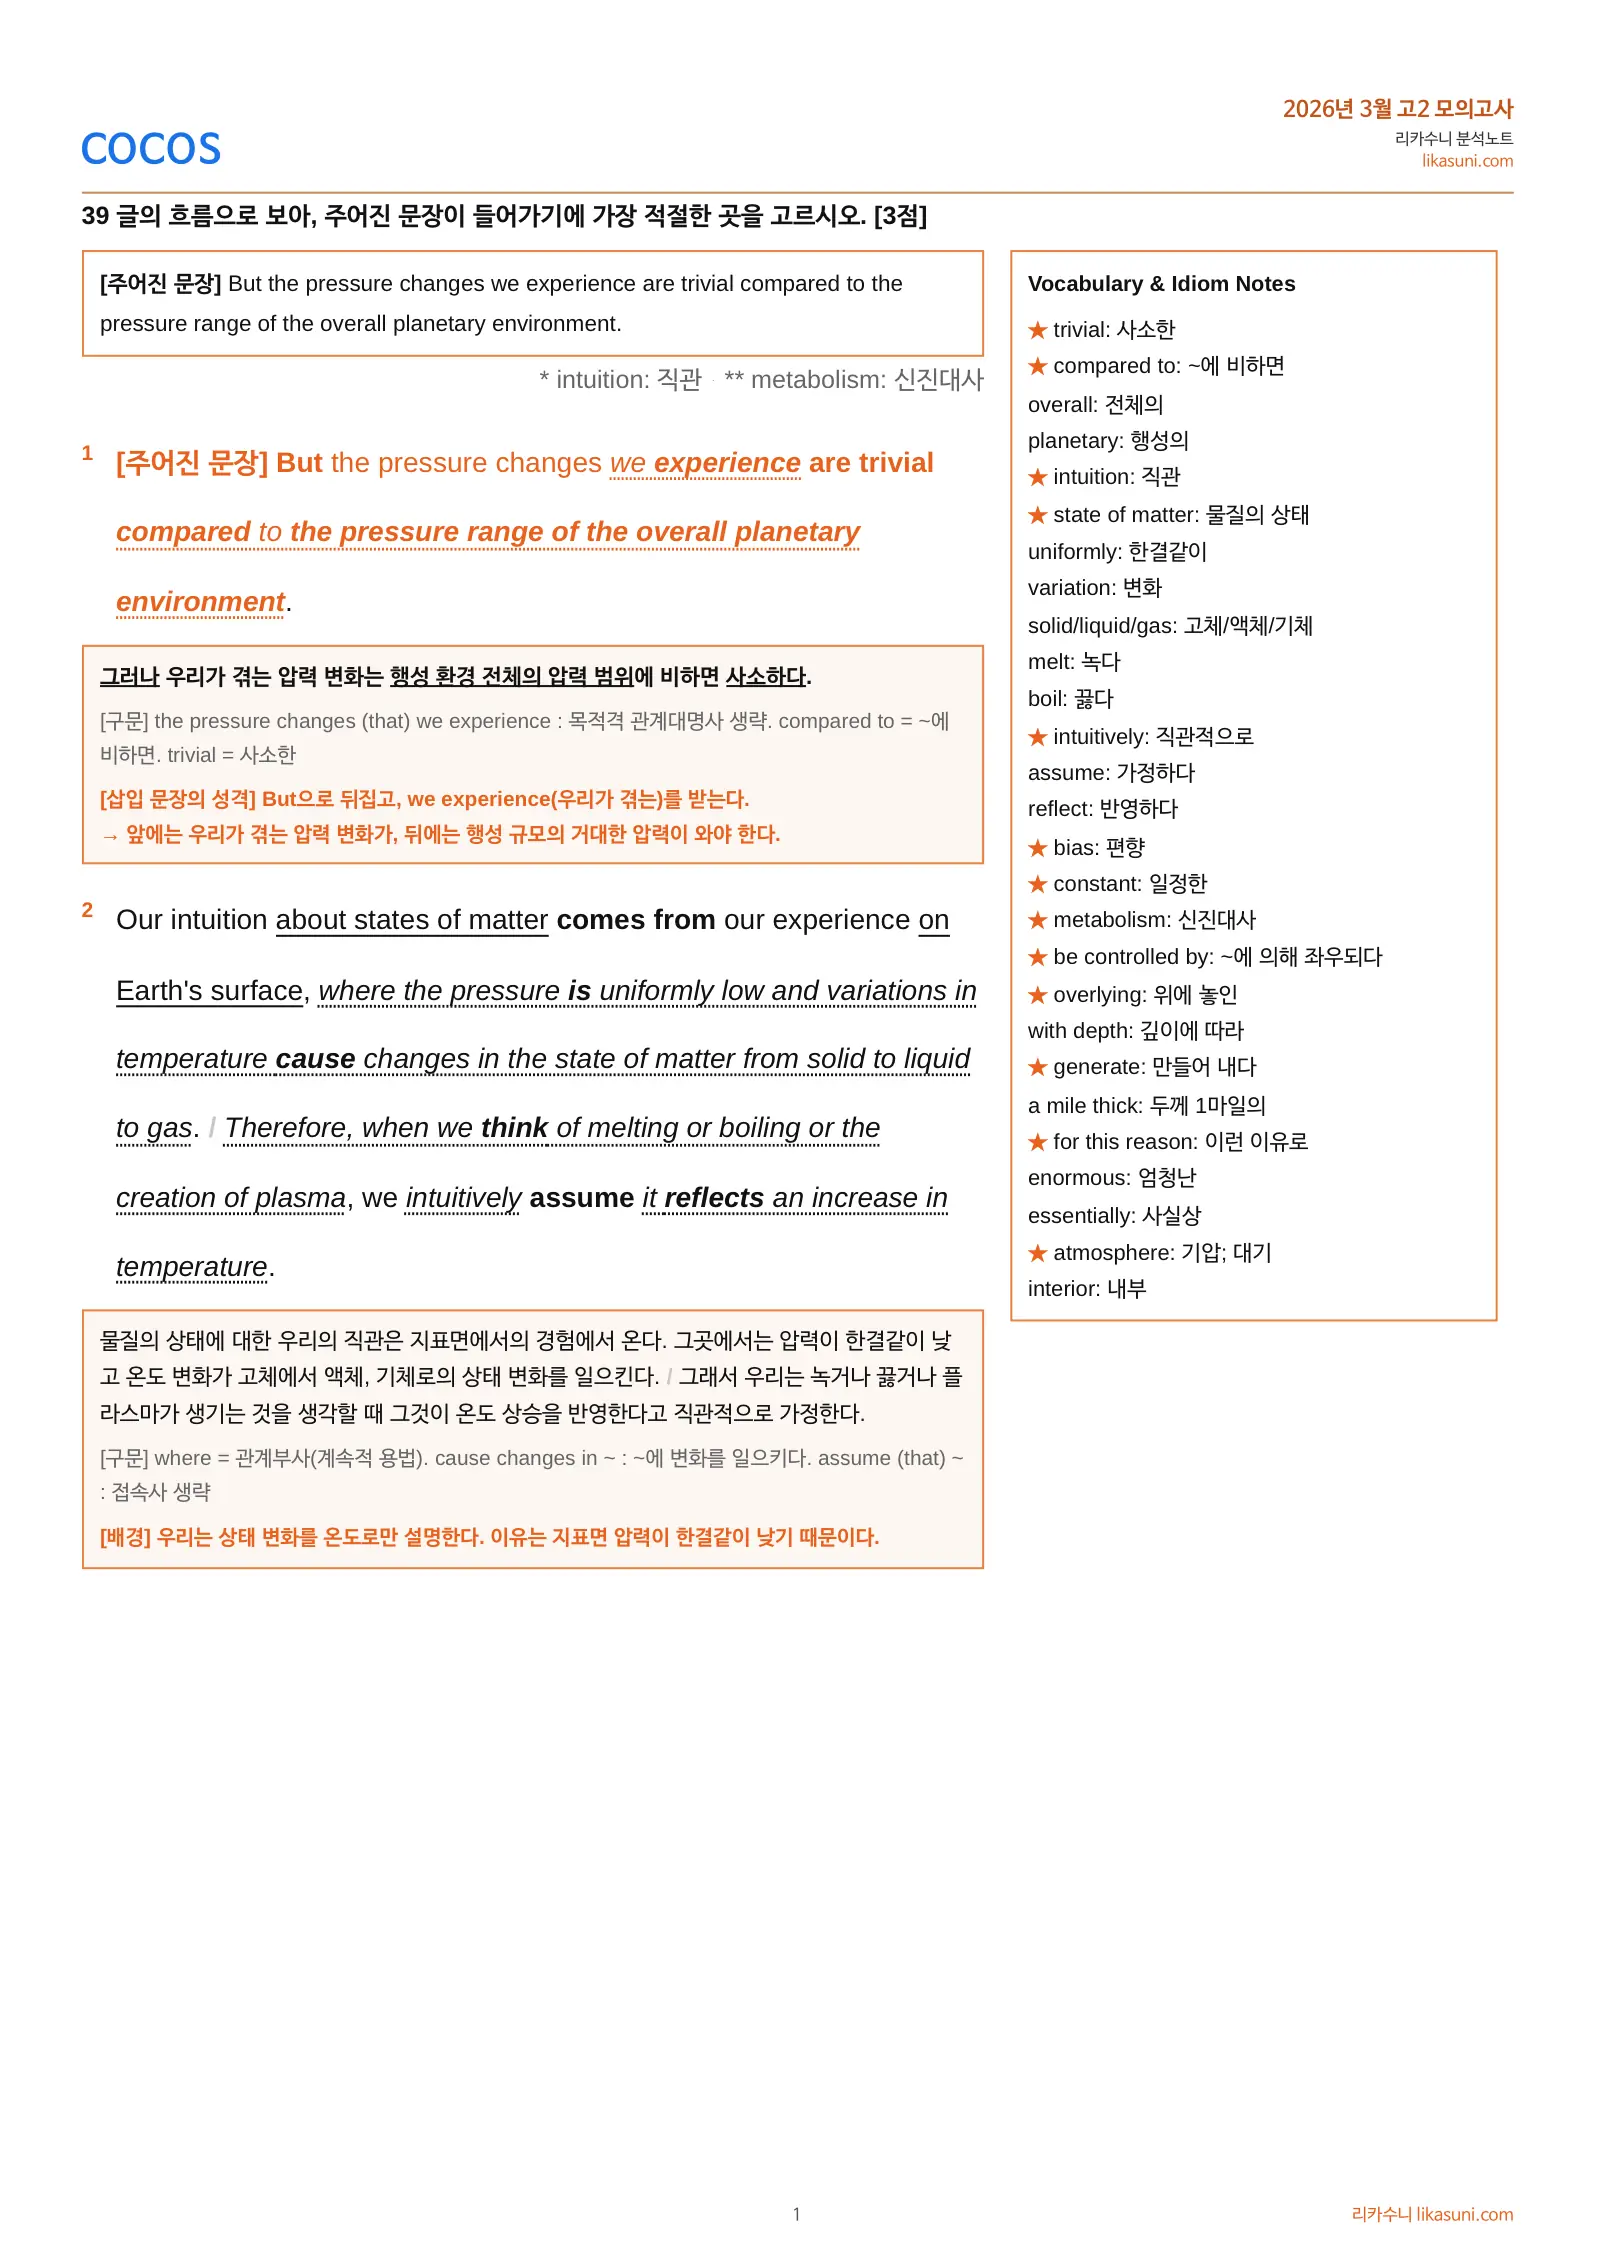 cocos
2026년 3월 고2 모의고사
리카수니 분석노트
likasuni.com
39 글의 흐름으로 보아, 주어진 문장이 들어가기에 가장 적절한 곳을 고르시오. [3점]
[주어진 문장] But the pressure changes we experience are trivial compared to the
pressure range of the overall planetary environment.
* intuition: 직관 · ** metabolism: 신진대사
1 [주어진 문장] But the pressure changes we experience are trivial
compared to the pressure range of the overall planetary
environment.
그러나 우리가 겪는 압력 변화는 행성 환경 전체의 압력 범위에 비하면 사소하다.
[구문] the pressure changes (that) we experience : 목적격 관계대명사 생략. compared to = ~에
비하면. trivial = 사소한
[삽입 문장의 성격] But으로 뒤집고, we experience(우리가 겪는)를 받는다.
→ 앞에는 우리가 겪는 압력 변화가, 뒤에는 행성 규모의 거대한 압력이 와야 한다.
2 Our intuition about states of matter comes from our experience on
Earth's surface, where the pressure is uniformly low and variations in
temperature cause changes in the state of matter from solid to liquid
to gas. / Therefore, when we think of melting or boiling or the
creation of plasma, we intuitively assume it reflects an increase in
temperature.
물질의 상태에 대한 우리의 직관은 지표면에서의 경험에서 온다. 그곳에서는 압력이 한결같이 낮
고 온도 변화가 고체에서 액체, 기체로의 상태 변화를 일으킨다. / 그래서 우리는 녹거나 끓거나 플
라스마가 생기는 것을 생각할 때 그것이 온도 상승을 반영한다고 직관적으로 가정한다.
[구문] where = 관계부사(계속적 용법). cause changes in ~ : ~에 변화를 일으키다. assume (that) ~
: 접속사 생략
[배경] 우리는 상태 변화를 온도로만 설명한다. 이유는 지표면 압력이 한결같이 낮기 때문이다.
Vocabulary & Idiom Notes
★ trivial: 사소한
★ compared to: ~에 비하면
overall: 전체의
planetary: 행성의
★ intuition: 직관
★ state of matter: 물질의 상태
uniformly: 한결같이
variation: 변화
solid/liquid/gas: 고체/액체/기체
melt: 녹다
boil: 끓다
★ intuitively: 직관적으로
assume: 가정하다
reflect: 반영하다
★ bias: 편향
★ constant: 일정한
★ metabolism: 신진대사
★ be controlled by: ~에 의해 좌우되다
★ overlying: 위에 놓인
with depth: 깊이에 따라
★ generate: 만들어 내다
a mile thick: 두께 1마일의
★ for this reason: 이런 이유로
enormous: 엄청난
essentially: 사실상
★ atmosphere: 기압; 대기
interior: 내부
1
리카수니 likasuni.com